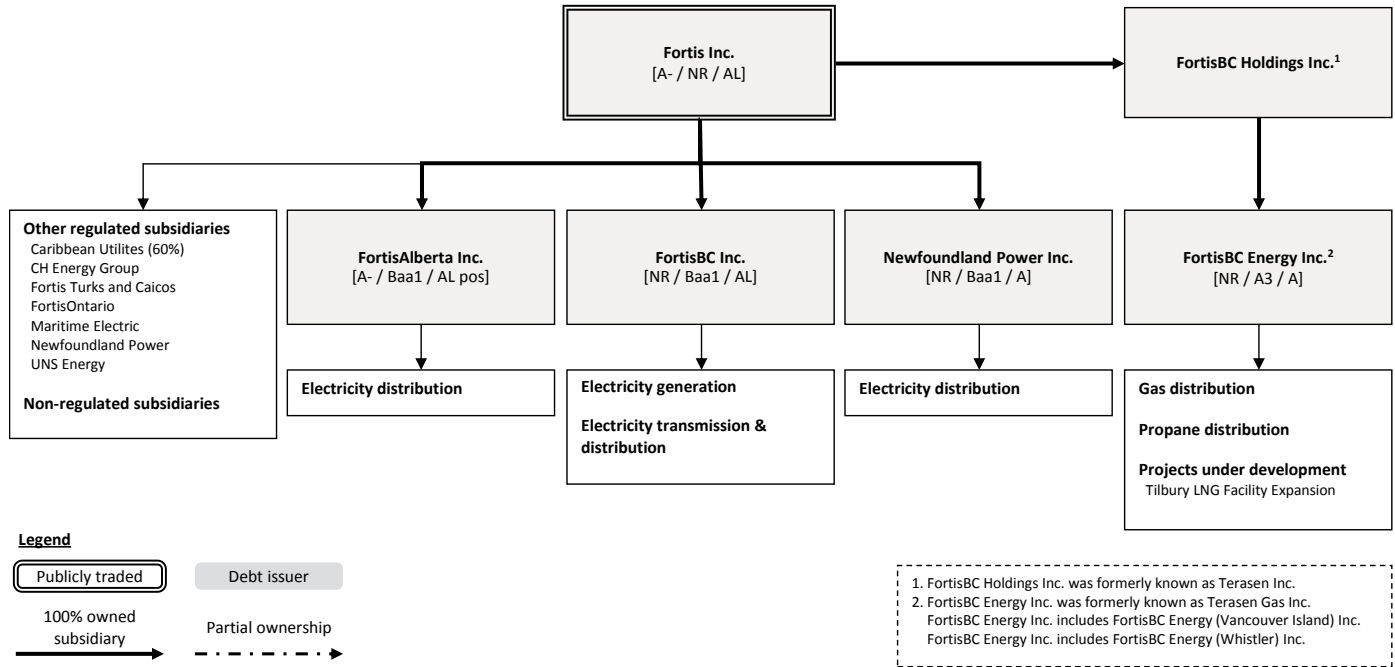 Fortis Inc.
[A- / NR / AL]
FortisBC Holdings Inc.1
Other regulated subsidiaries
Caribbean Utilites (60%)
CH Energy Group
Fortis Turks and Caicos
FortisOntario
Maritime Electric
Newfoundland Power
UNS Energy
Non-regulated subsidiaries
FortisAlberta Inc.
[A- / Baa1 / AL pos]
FortisBC Inc.
[NR / Baa1 / AL]
Newfoundland Power Inc.
[NR / Baa1 / A]
FortisBC Energy Inc.2
[NR / A3 / A]
Electricity distribution
Electricity generation
Electricity transmission &
distribution
Electricity distribution
Gas distribution
Propane distribution
Projects under development
Tilbury LNG Facility Expansion
Legend
Publicly traded
Debt issuer
100% owned
subsidiary
Partial ownership
1. FortisBC Holdings Inc. was formerly known as Terasen Inc.
2. FortisBC Energy Inc. was formerly known as Terasen Gas Inc.
FortisBC Energy Inc. includes FortisBC Energy (Vancouver Island) Inc.
FortisBC Energy Inc. includes FortisBC Energy (Whistler) Inc.